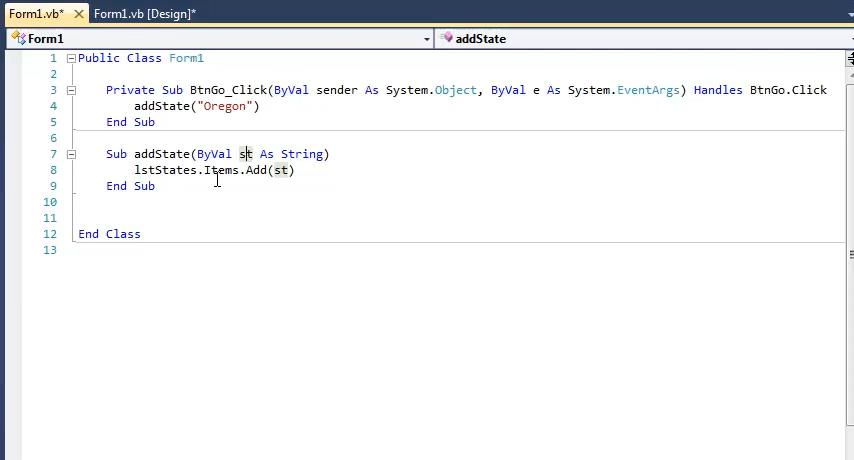 Form1.vb* Form1.vb [Design]*
Form1 addState
1 Public Class Form1
2
3 Private Sub BtnGo_Click(ByVal sender As System.Object, ByVal e As System.EventArgs) Handles BtnGo.Click
4 addState("Oregon")
5 End Sub
6
7 Sub addState(ByVal st As String)
8 lstStates.Items.Add(st)
9 End Sub
10
11
12 End Class
13